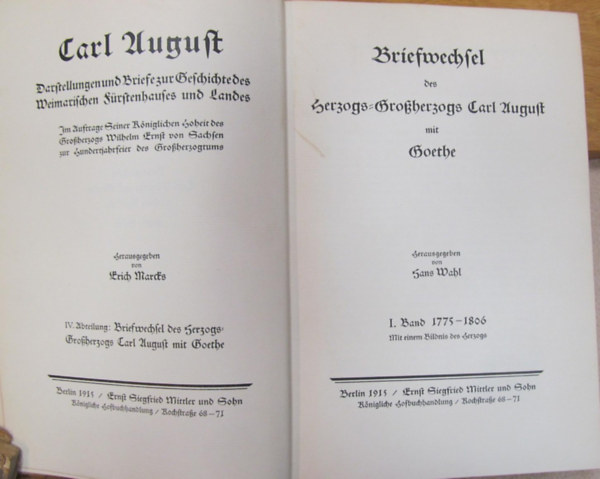 Carl August
Darstellungen und Briefe zur Geschichte des
Weimarischen Fürstenhauses und Landes
Im Auftrage Seiner Königlichen Hoheit des
Großherzogs Wilhelm Ernst von Sachsen
zur Hundertjahrfeier des Großherzogtums
Herausgegeben
von
Erich Marcks
IV. Abteilung: Briefwechsel des Herzogs-
Großherzogs Carl August mit Goethe
Berlin 1915 / Ernst Siegfried Mittler und Sohn
Königliche Hofbuchhandlung / Kochstraße 68–71
Briefwechsel
des
Herzogs-Großherzogs Carl August
mit
Goethe
Herausgegeben
von
Hans Wahl
I. Band 1775–1806
Mit einem Bildnis des Herzogs
Berlin 1915 / Ernst Siegfried Mittler und Sohn
Königliche Hofbuchhandlung / Kochstraße 68–71